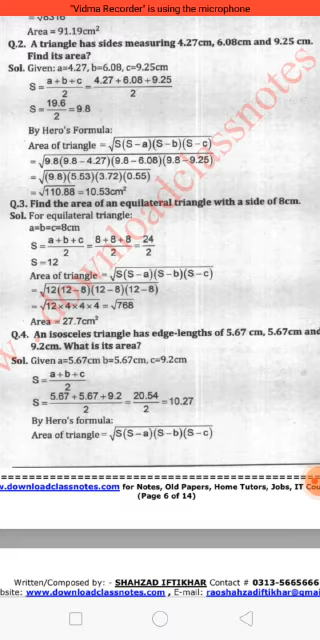 "Vidma Recorder" is using the microphone
Area = 91.19cm²
Q.2. A triangle has sides measuring 4.27cm, 6.08cm and 9.25 cm.
Find its area?
Sol. Given: a=4.27, b=6.08, c=9.25cm
S = a+b+c / 2 = 4.27+6.08+9.25 / 2
S = 19.6 / 2 = 9.8
By Hero's Formula:
Area of triangle = √S(S−a)(S−b)(S−c)
= √9.8(9.8−4.27)(9.8−6.08)(9.8−9.25)
= √(9.8)(5.53)(3.72)(0.55)
= √110.88 = 10.53cm²
Q.3. Find the area of an equilateral triangle with a side of 8cm.
Sol. For equilateral triangle:
a=b=c=8cm
S = a+b+c / 2 = 8+8+8 / 2 = 24 / 2
S=12
Area of triangle = √S(S−a)(S−b)(S−c)
= √12(12−8)(12−8)(12−8)
= √12×4×4×4 = √768
Area = 27.7cm²
Q.4. An isosceles triangle has edge-lengths of 5.67 cm, 5.67cm and
9.2cm. What is its area?
Sol. Given a=5.67cm b=5.67cm, c=9.2cm
S = a+b+c / 2
S = 5.67+5.67+9.2 / 2 = 20.54 / 2 = 10.27
By Hero's formula:
Area of triangle = √S(S−a)(S−b)(S−c)
w.downloadclassnotes.com for Notes, Old Papers, Home Tutors, Jobs, IT Cou
(Page 6 of 14)
Written/Composed by: - SHAHZAD IFTIKHAR Contact # 0313-5665666
bsite: www.downloadclassnotes.com , E-mail: raoshahzadiftikhar@gmai